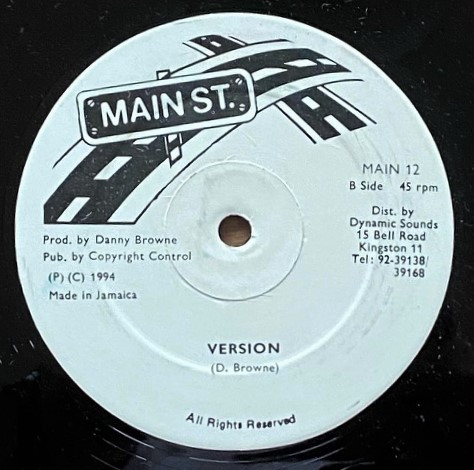 MAIN ST.
MAIN 12
B Side 45 rpm
Dist. by
Dynamic Sounds
15 Bell Road
Kingston 11
Tel: 92-39138/
39168
Prod. by Danny Browne
Pub. by Copyright Control
(P) (C) 1994
Made in Jamaica
VERSION
(D. Browne)
All Rights Reserved